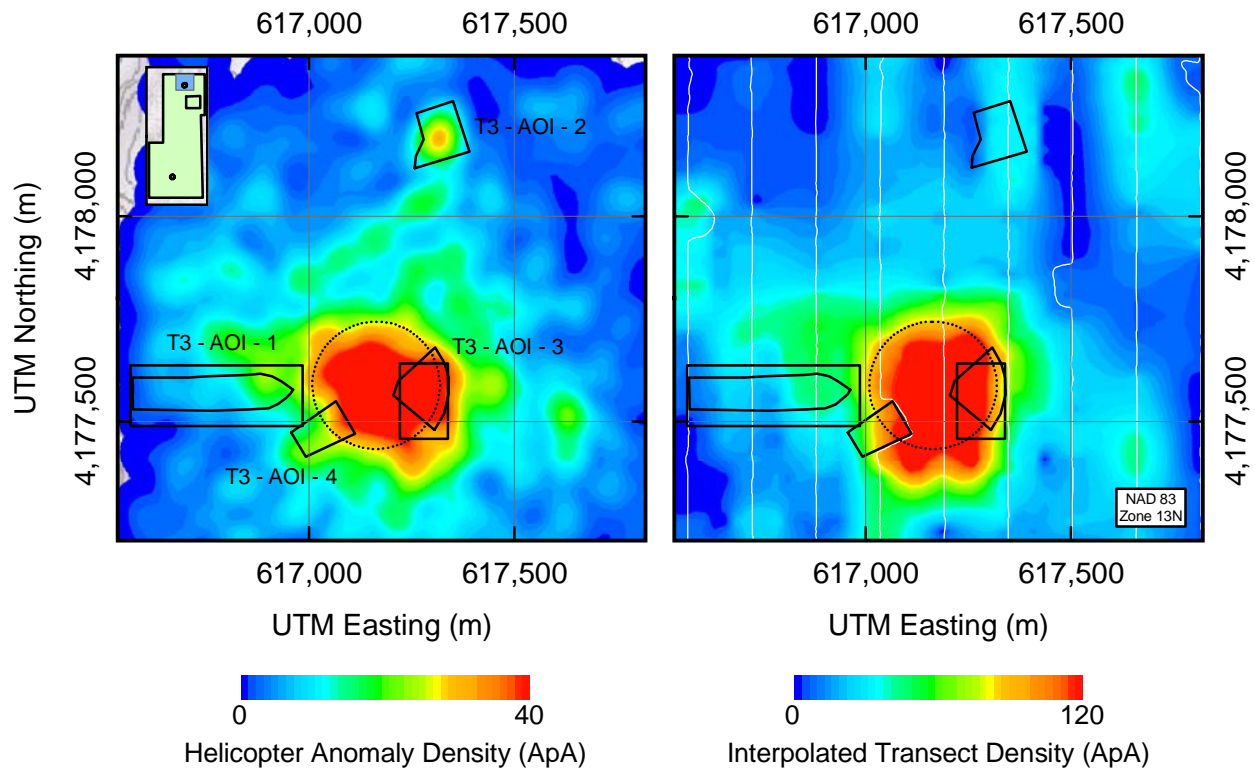 617,000 617,500 617,000 617,500
UTM Northing (m)
4,178,000
4,177,500
T3 - AOI - 2
T3 - AOI - 1
T3 - AOI - 3
T3 - AOI - 4
4,178,000
4,177,500
NAD 83
Zone 13N
617,000 617,500 617,000 617,500
UTM Easting (m) UTM Easting (m)
0 40 0 120
Helicopter Anomaly Density (ApA) Interpolated Transect Density (ApA)